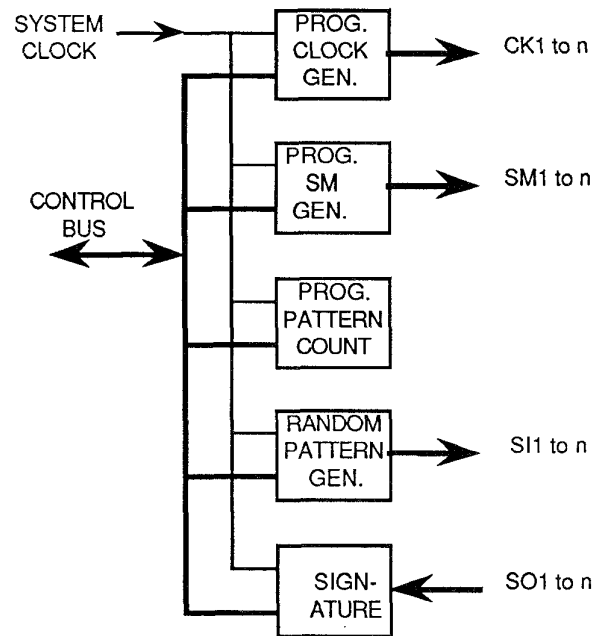 SYSTEM
CLOCK
PROG.
CLOCK
GEN.
CK1 to n
PROG.
SM
GEN.
SM1 to n
CONTROL
BUS
PROG.
PATTERN
COUNT
RANDOM
PATTERN
GEN.
SI1 to n
SIGN-
ATURE
SO1 to n